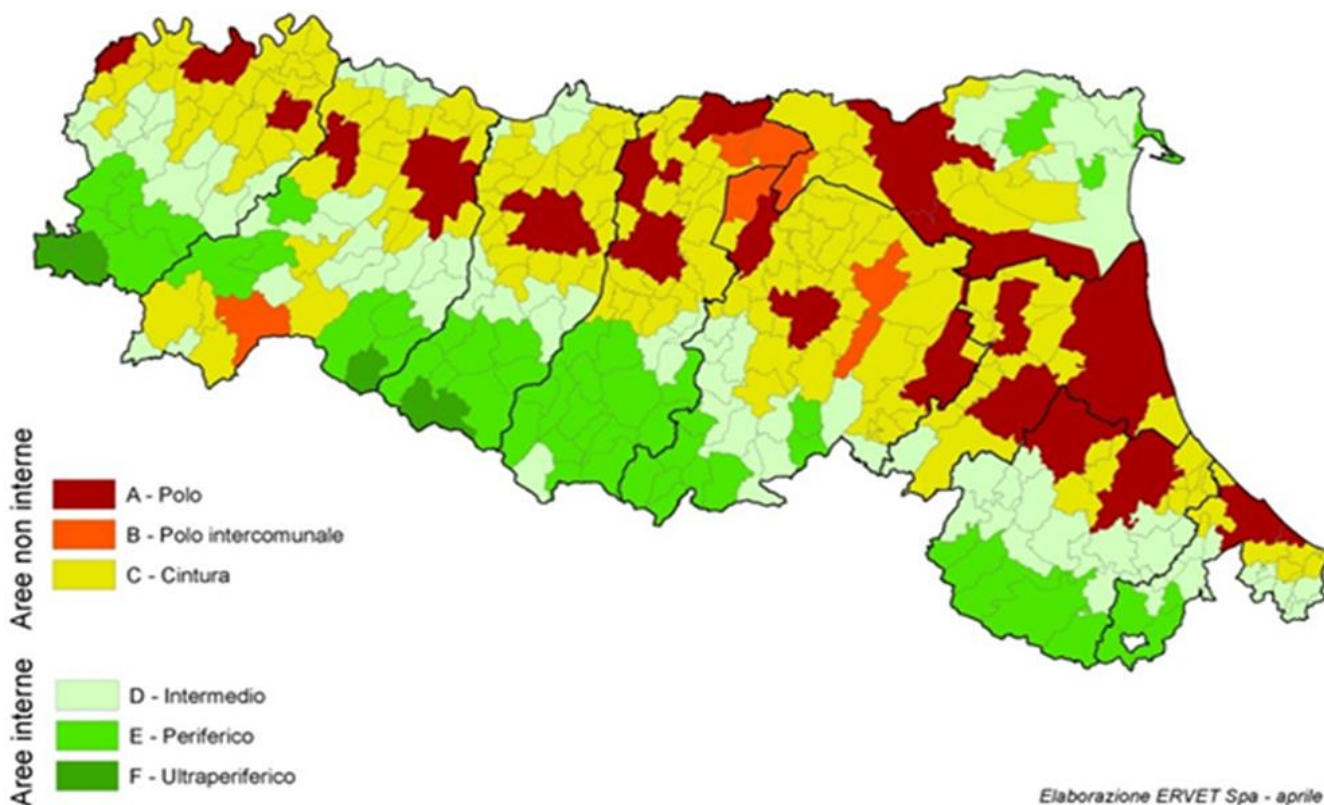 Aree non interne
A - Polo
B - Polo intercomunale
C - Cintura
Aree interne
D - Intermedio
E - Periferico
F - Ultraperiferico
Elaborazione ERVET Spa - aprile